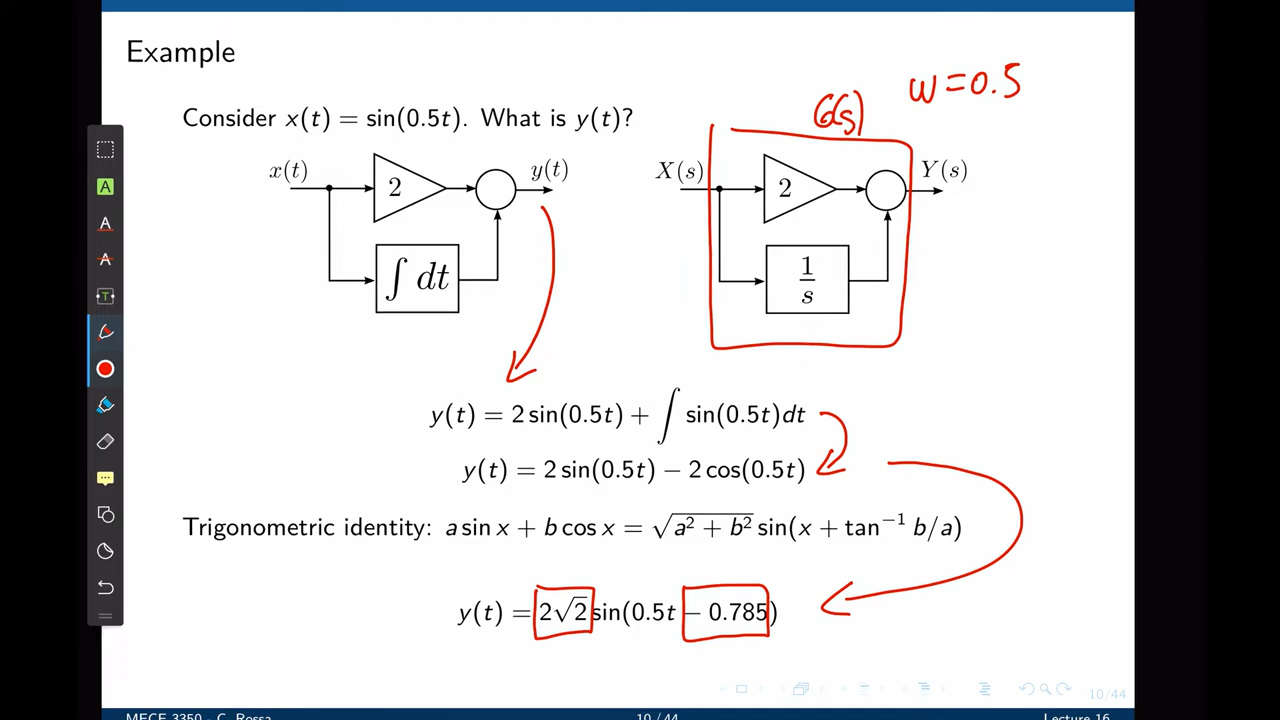 Example
ω = 0.5
G(s)
Consider x(t) = sin(0.5t). What is y(t)?
x(t) 2 y(t)
∫ dt
X(s) 2 Y(s)
1/s
y(t) = 2 sin(0.5t) + ∫ sin(0.5t)dt
y(t) = 2 sin(0.5t) − 2 cos(0.5t)
Trigonometric identity: a sin x + b cos x = √(a² + b²) sin(x + tan⁻¹ b/a)
y(t) = 2√2 sin(0.5t − 0.785)
10/44
MECE 3350 - C. Rossa 10 / 44 Lecture 16
A
A
A
T